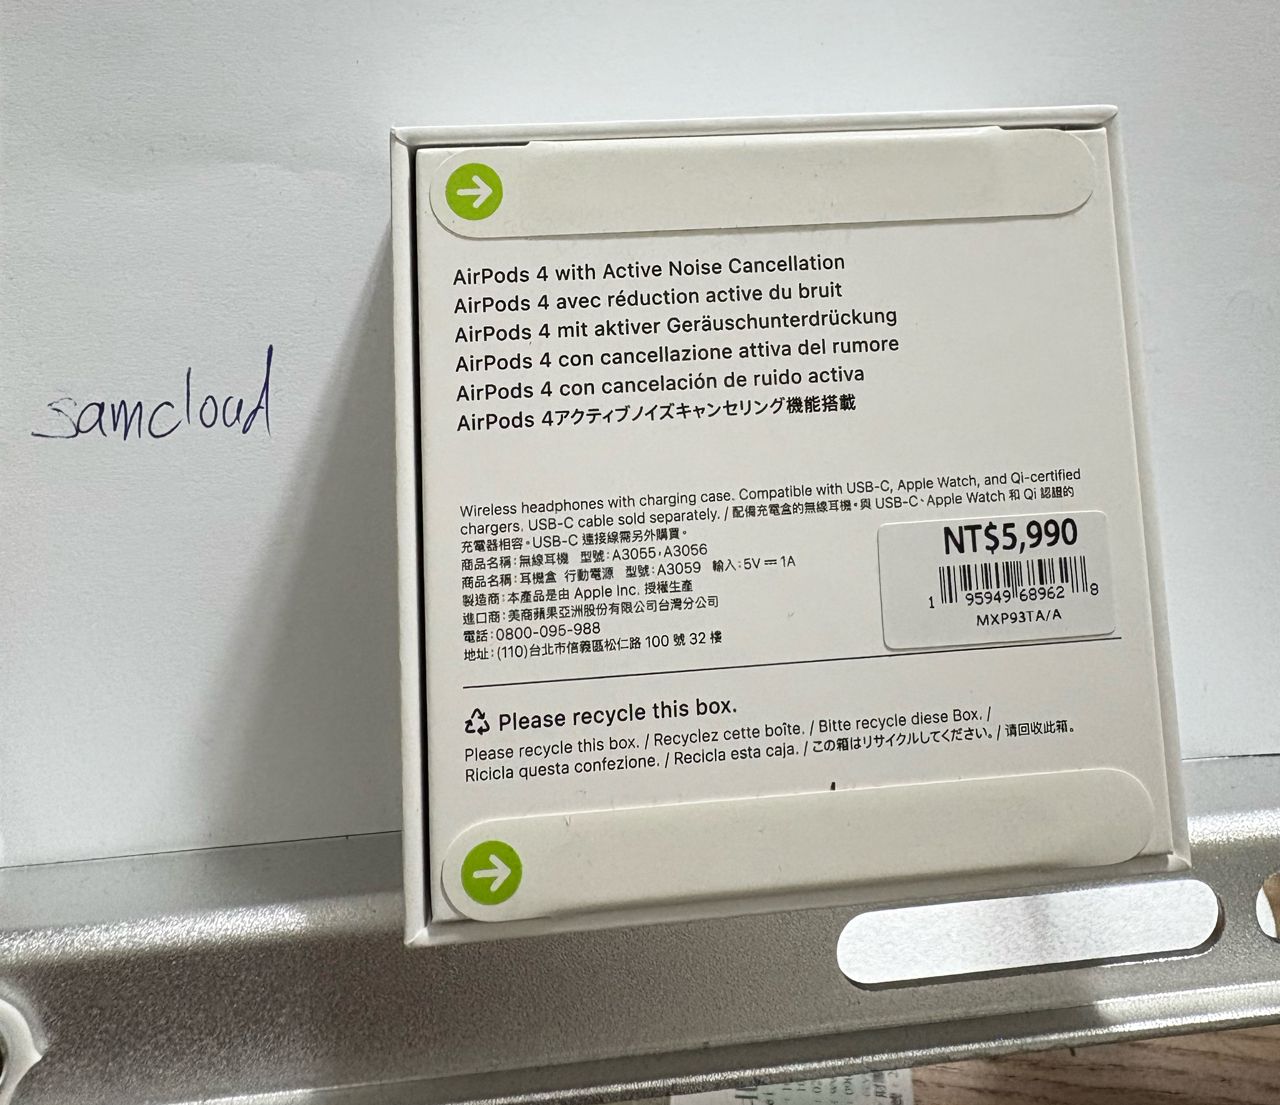 samcloud
AirPods 4 with Active Noise Cancellation
AirPods 4 avec réduction active du bruit
AirPods 4 mit aktiver Geräuschunterdrückung
AirPods 4 con cancellazione attiva del rumore
AirPods 4 con cancelación de ruido activa
AirPods 4アクティブノイズキャンセリング機能搭載
Wireless headphones with charging case. Compatible with USB-C, Apple Watch, and Qi-certified
chargers. USB-C cable sold separately. / 配備充電盒的無線耳機。與 USB-C、Apple Watch 和 Qi 認證的
充電器相容。USB-C 連接線需另外購買。
商品名稱：無線耳機 型號：A3055，A3056
商品名稱：耳機盒 行動電源 型號：A3059 輸入：5V ⎓ 1A
製造商：本產品是由 Apple Inc. 授權生產
進口商：美商蘋果亞洲股份有限公司台灣分公司
電話：0800-095-988
地址：(110)台北市信義區松仁路 100 號 32 樓
NT$5,990
1 95949 68962 8
MXP93TA/A
Please recycle this box.
Please recycle this box. / Recyclez cette boîte. / Bitte recycle diese Box. /
Ricicla questa confezione. / Recicla esta caja. / この箱はリサイクルしてください。/ 请回收此箱。